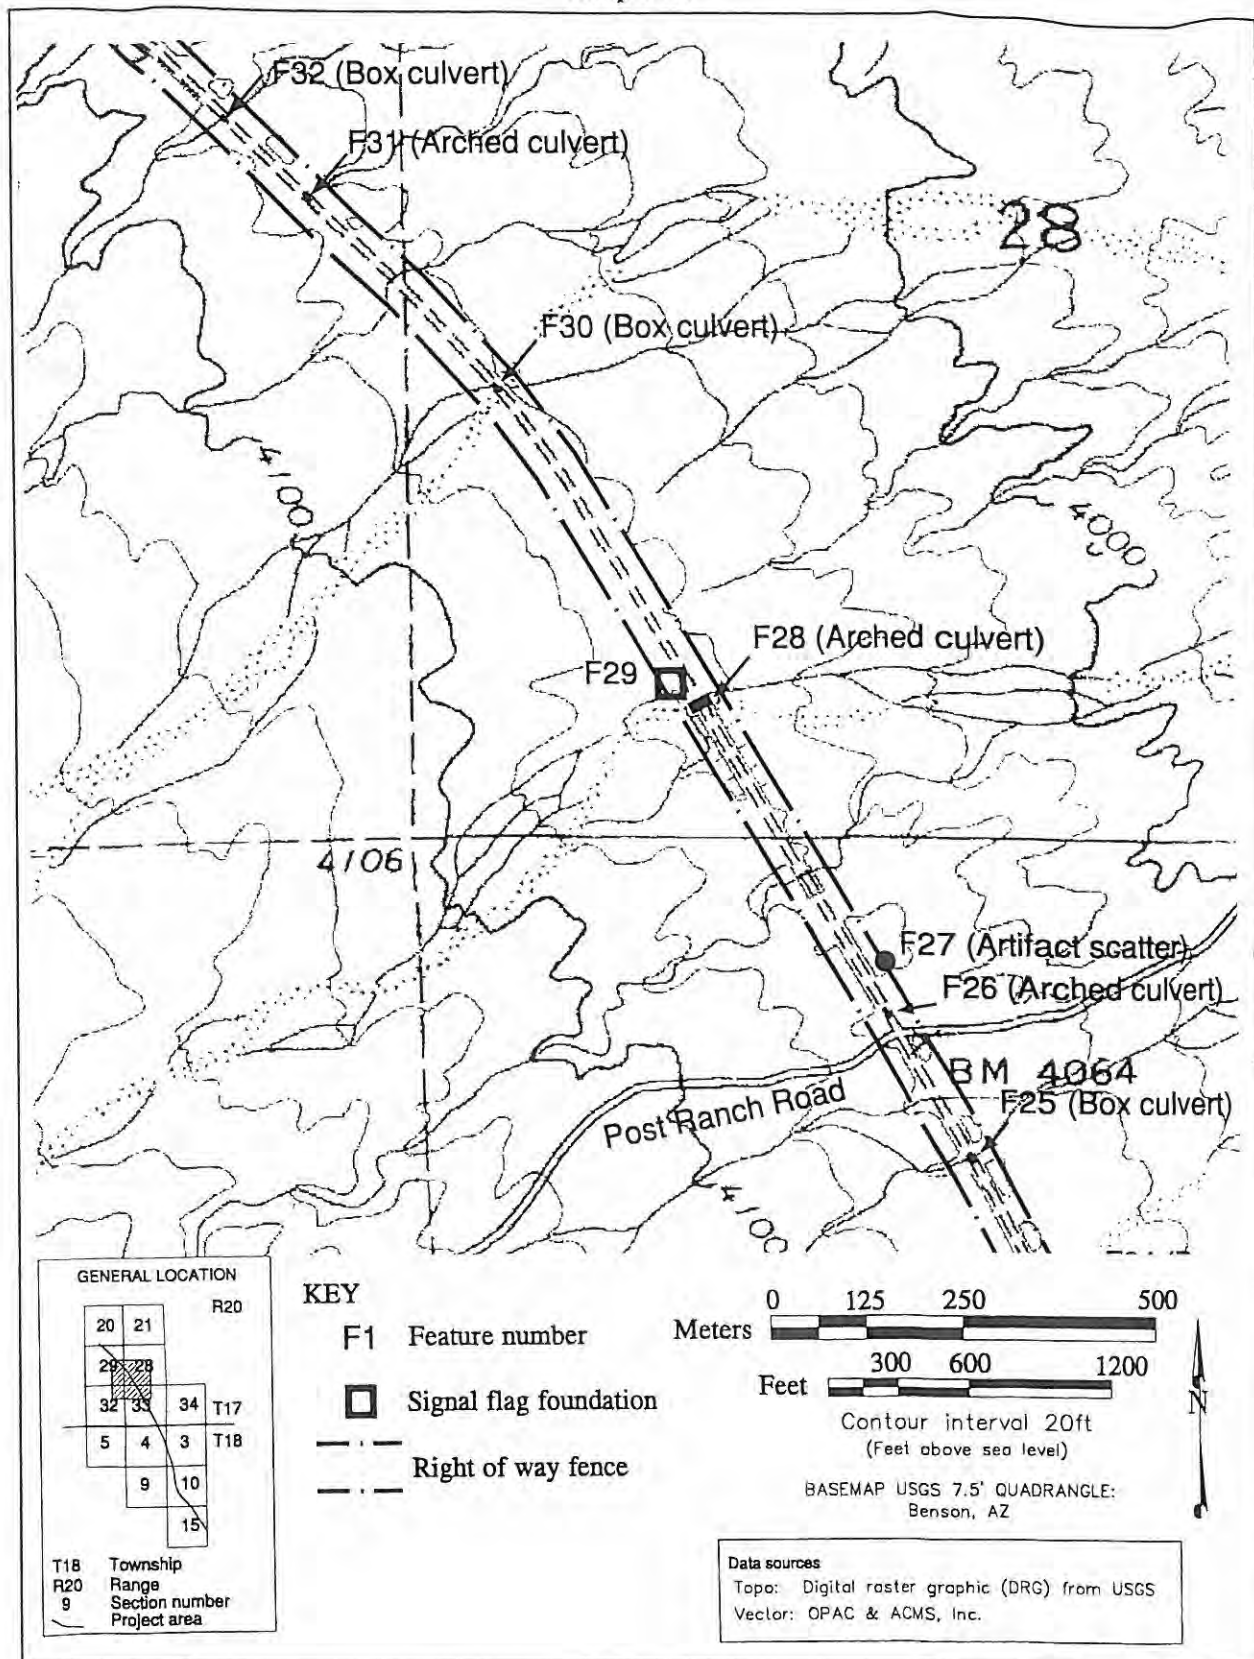 F32 (Box culvert)
F31 (Arched culvert)
28
F30 (Box culvert)
4100
4000
F28 (Arched culvert)
F29
4106
F27 (Artifact scatter)
F26 (Arched culvert)
BM 4064
F25 (Box culvert)
Post Ranch Road
4100
GENERAL LOCATION
R20
20 21
29 28
32 33 34 T17
5 4 3 T18
9 10
15
T18 Township
R20 Range
9 Section number
Project area
KEY
F1 Feature number
Signal flag foundation
Right of way fence
0 125 250 500
Meters
300 600 1200
Feet
Contour interval 20ft
(Feet above sea level)
BASEMAP USGS 7.5' QUADRANGLE:
Benson, AZ
N
Data sources
Topo: Digital raster graphic (DRG) from USGS
Vector: OPAC & ACMS, Inc.